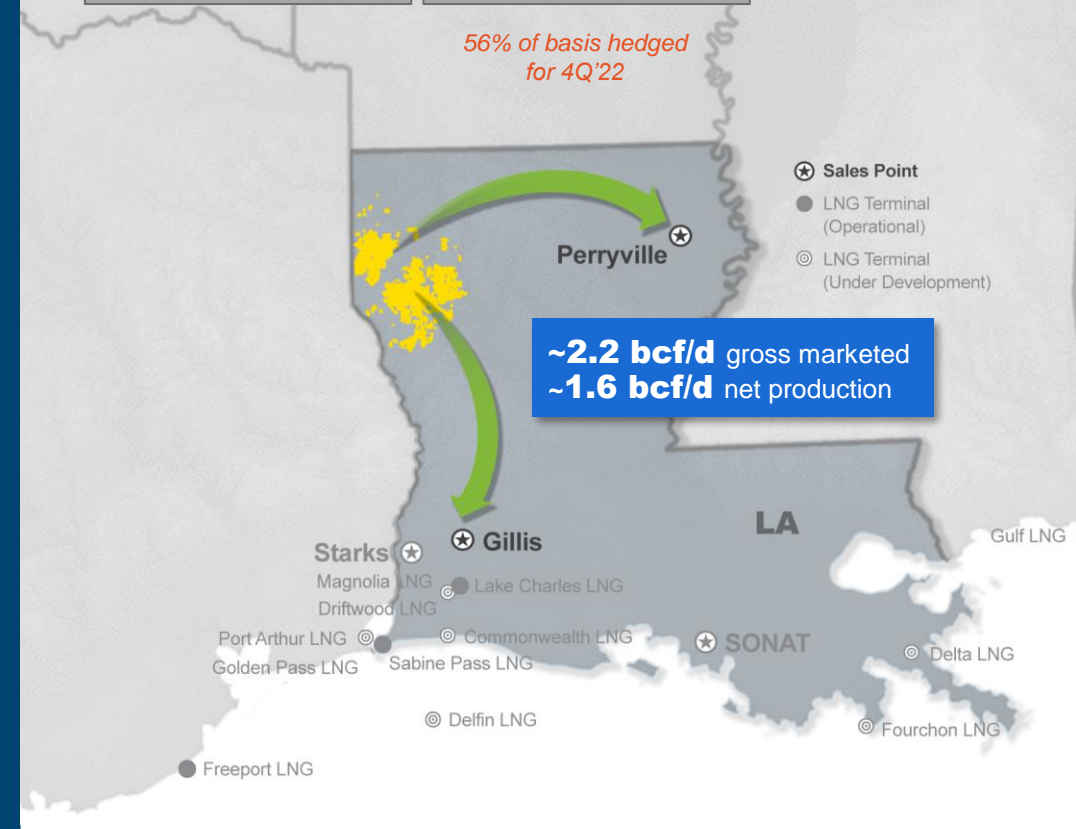 56% of basis hedged
for 4Q'22
Sales Point
LNG Terminal
(Operational)
LNG Terminal
(Under Development)
Perryville
~2.2 bcf/d gross marketed
~1.6 bcf/d net production
LA
Gulf LNG
Gillis
Starks
Magnolia LNG
Lake Charles LNG
Driftwood LNG
Port Arthur LNG
Commonwealth LNG
SONAT
Golden Pass LNG
Sabine Pass LNG
Delta LNG
Delfin LNG
Fourchon LNG
Freeport LNG